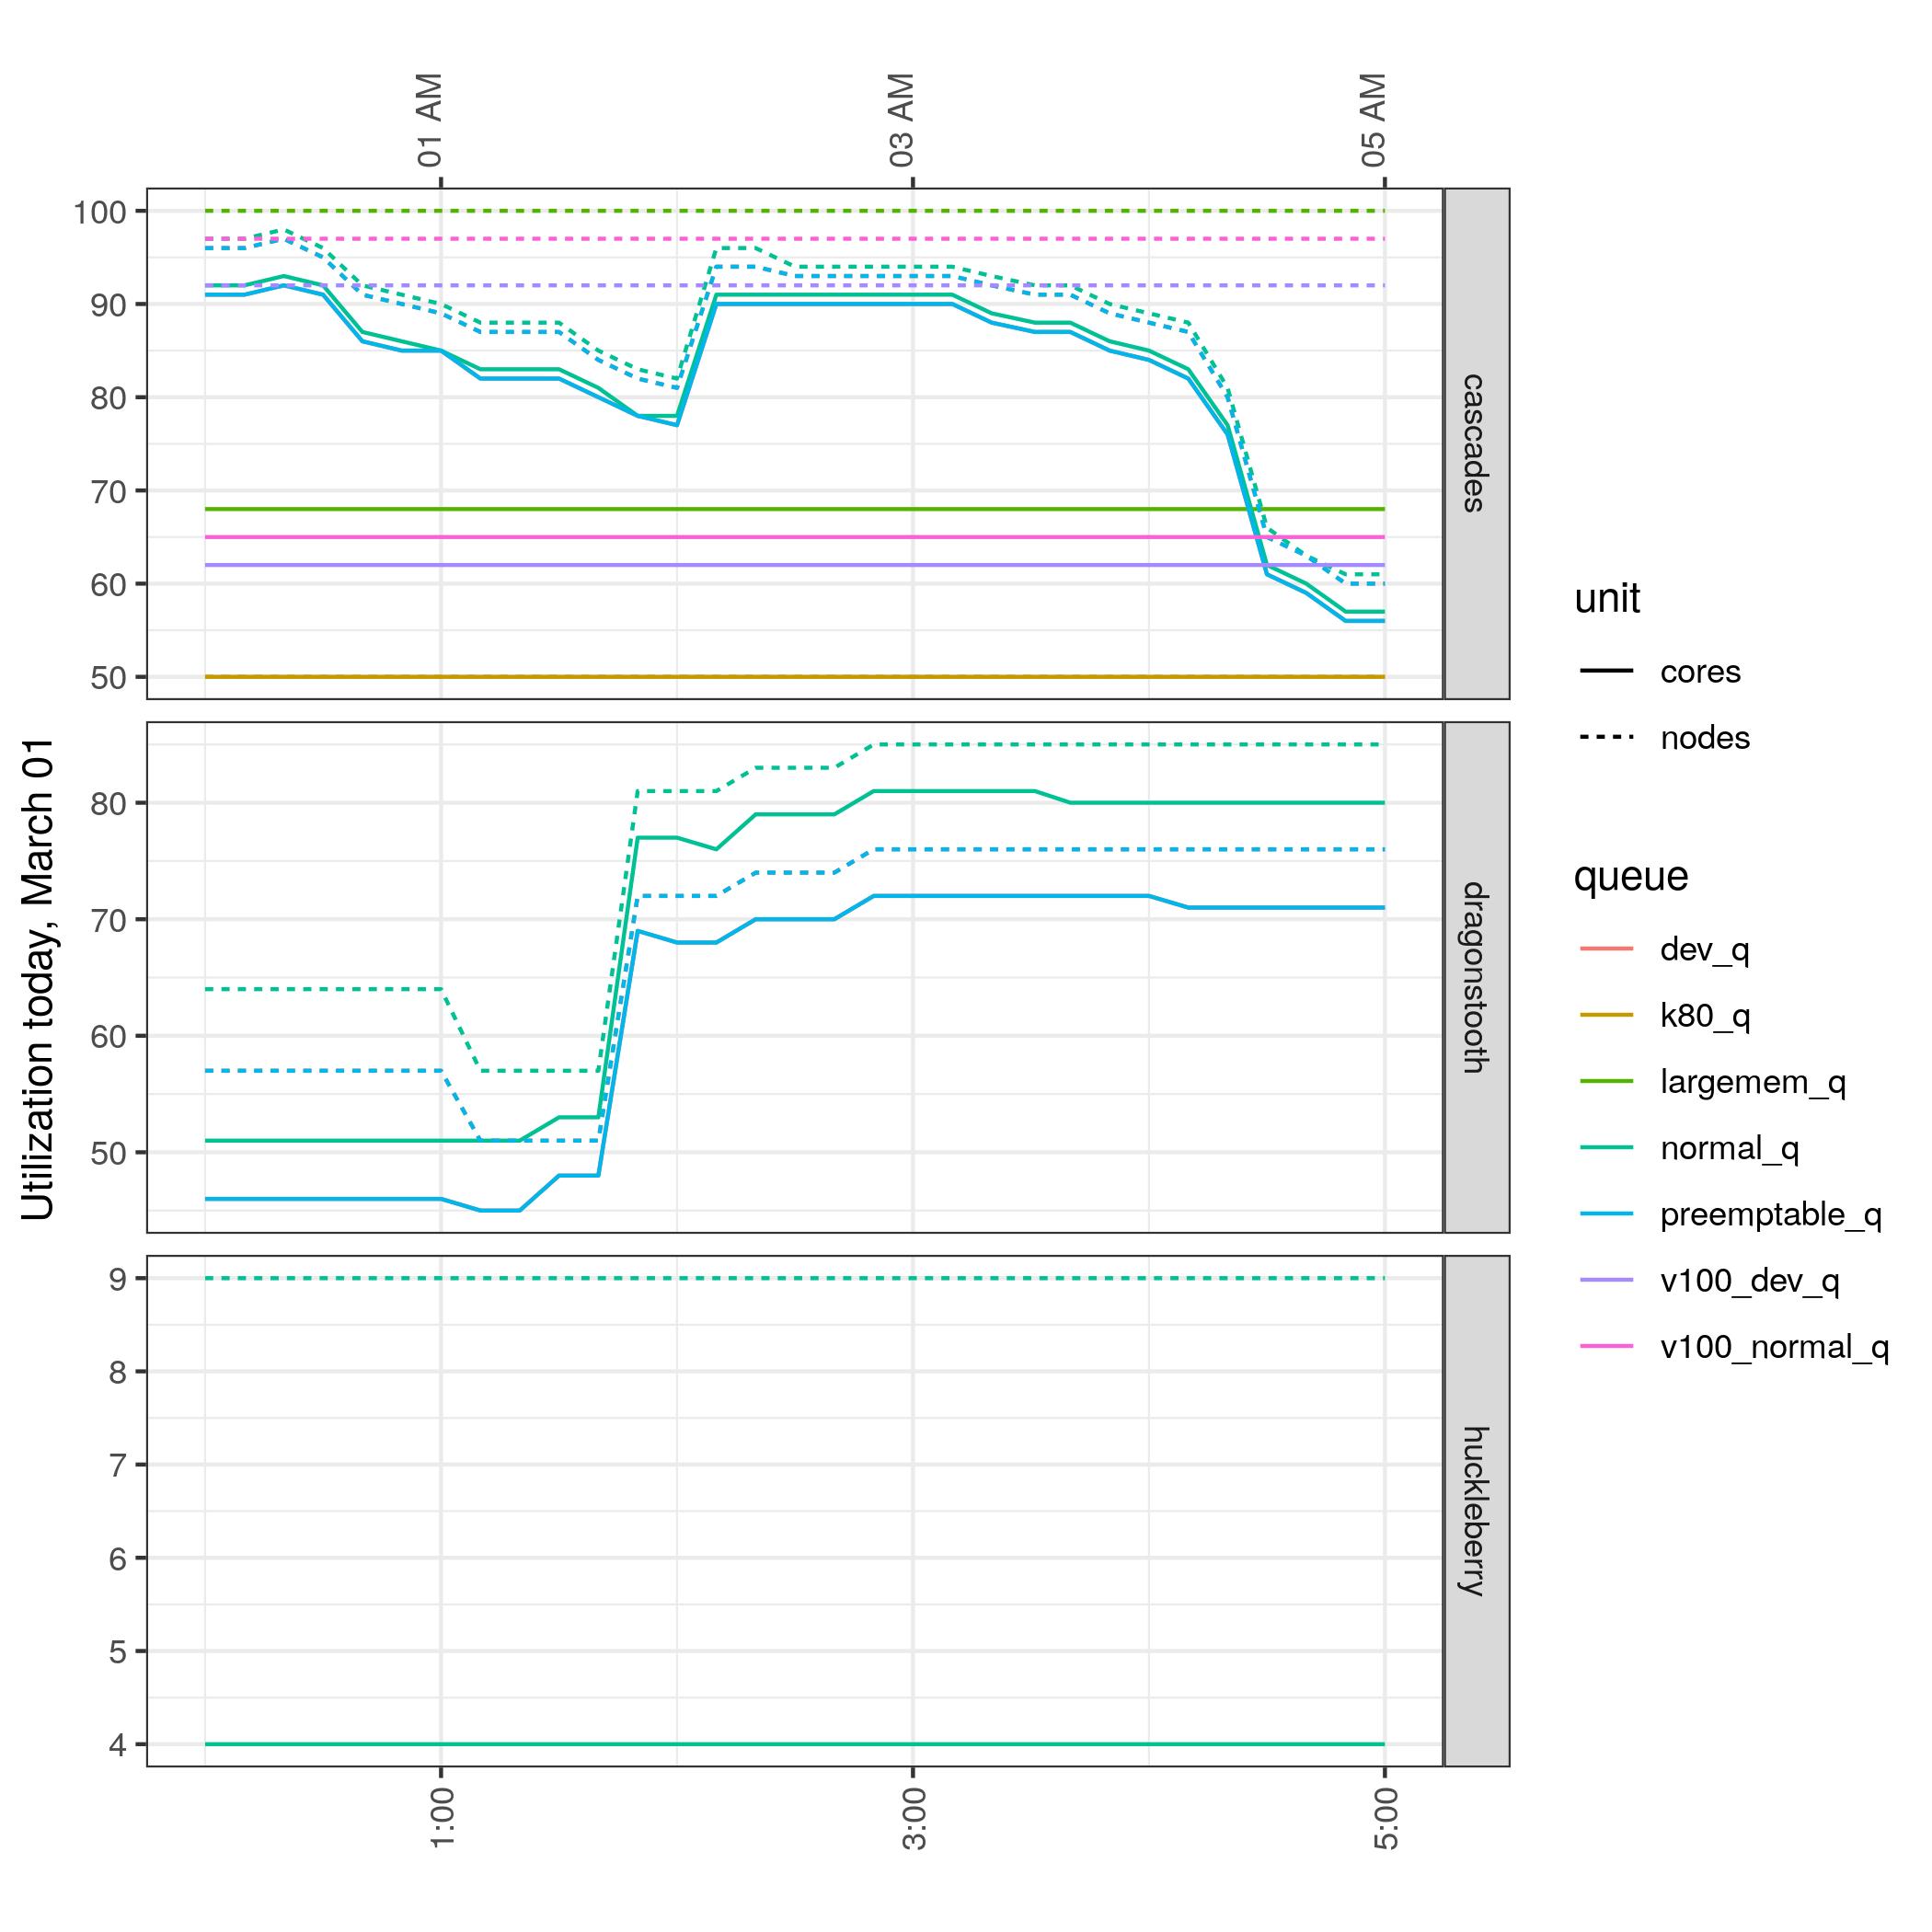 01 AM
03 AM
05 AM
100
90
80
70
60
50
cascades
80
70
60
50
dragonstooth
9
8
7
6
5
4
huckleberry
1:00
3:00
5:00
Utilization today, March 01
unit
cores
nodes
queue
dev_q
k80_q
largemem_q
normal_q
preemptable_q
v100_dev_q
v100_normal_q